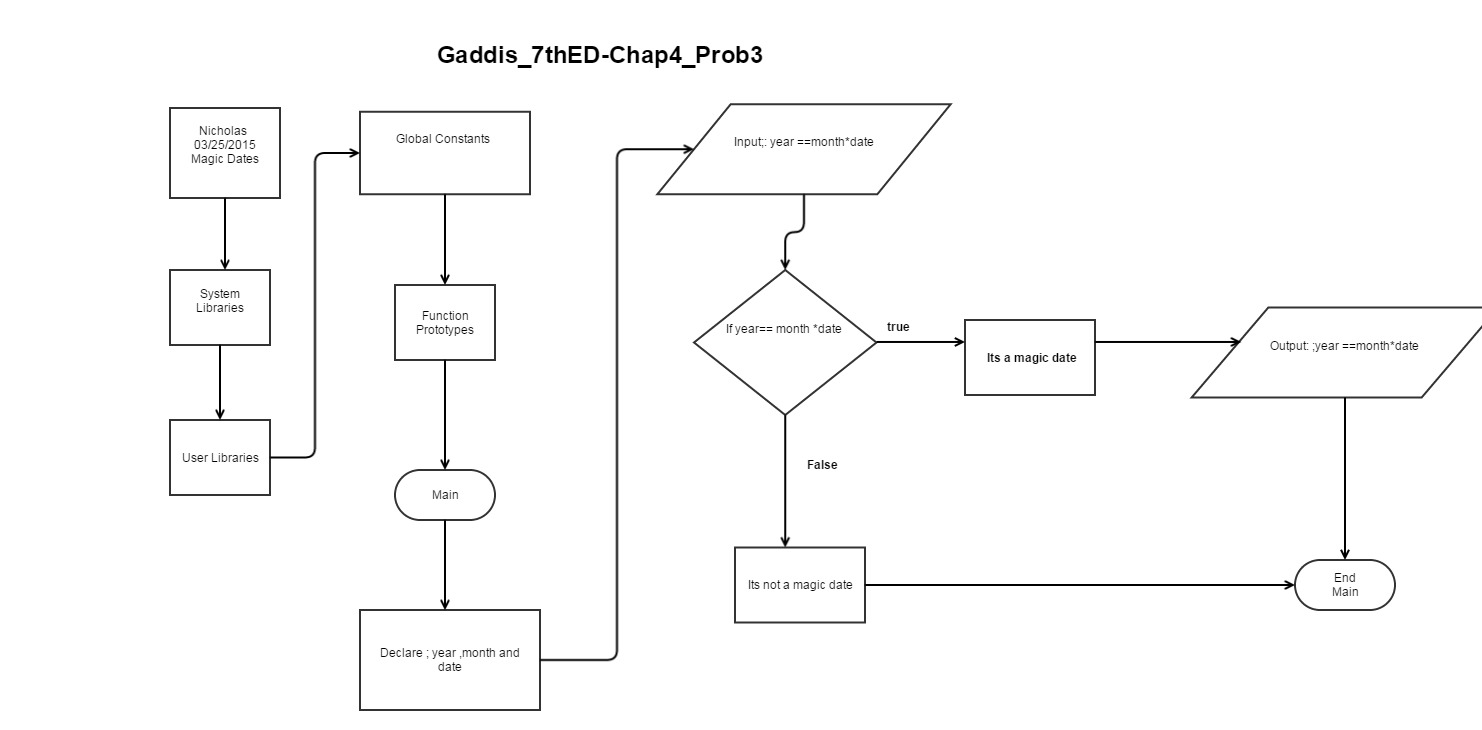 Gaddis_7thED-Chap4_Prob3
Nicholas
03/25/2015
Magic Dates
System
Libraries
User Libraries
Global Constants
Function
Prototypes
Main
Declare ; year ,month and
date
Input;: year ==month*date
If year== month *date
true
Its a magic date
Output: ;year ==month*date
False
Its not a magic date
End
Main